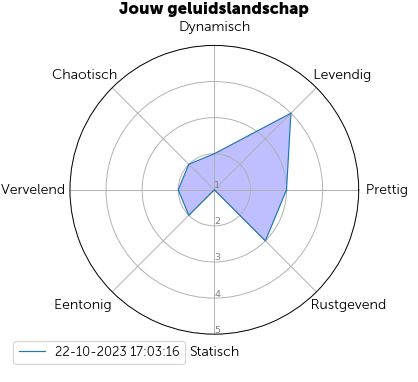 Jouw geluidslandschap
Dynamisch
Chaotisch
Levendig
Vervelend
1
Prettig
2
3
4
Eentonig
Rustgevend
5
22-10-2023 17:03:16
Statisch